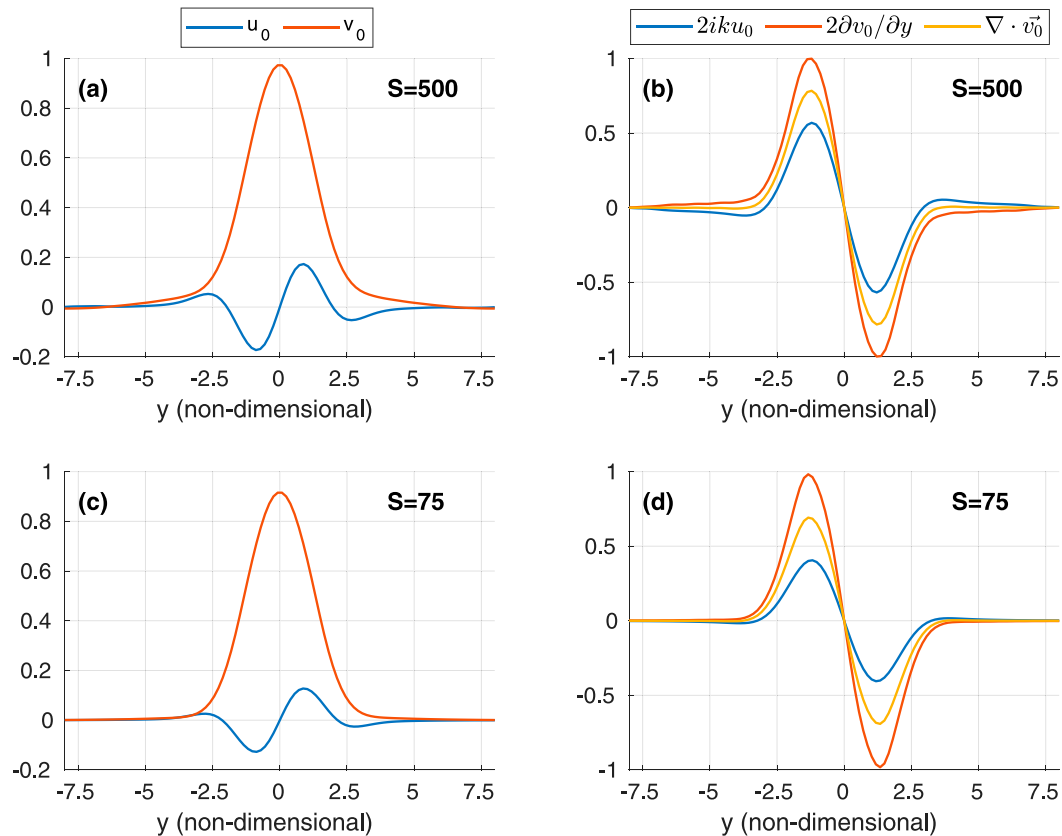 u₀ v₀
2iku₀ 2∂v₀/∂y ∇ · v⃗₀
(a) S=500
1
0.8
0.6
0.4
0.2
0
-0.2
-7.5 -5 -2.5 0 2.5 5 7.5
y (non-dimensional)
(b) S=500
1
0.5
0
-0.5
-1
-7.5 -5 -2.5 0 2.5 5 7.5
y (non-dimensional)
(c) S=75
1
0.8
0.6
0.4
0.2
0
-0.2
-7.5 -5 -2.5 0 2.5 5 7.5
y (non-dimensional)
(d) S=75
1
0.5
0
-0.5
-1
-7.5 -5 -2.5 0 2.5 5 7.5
y (non-dimensional)